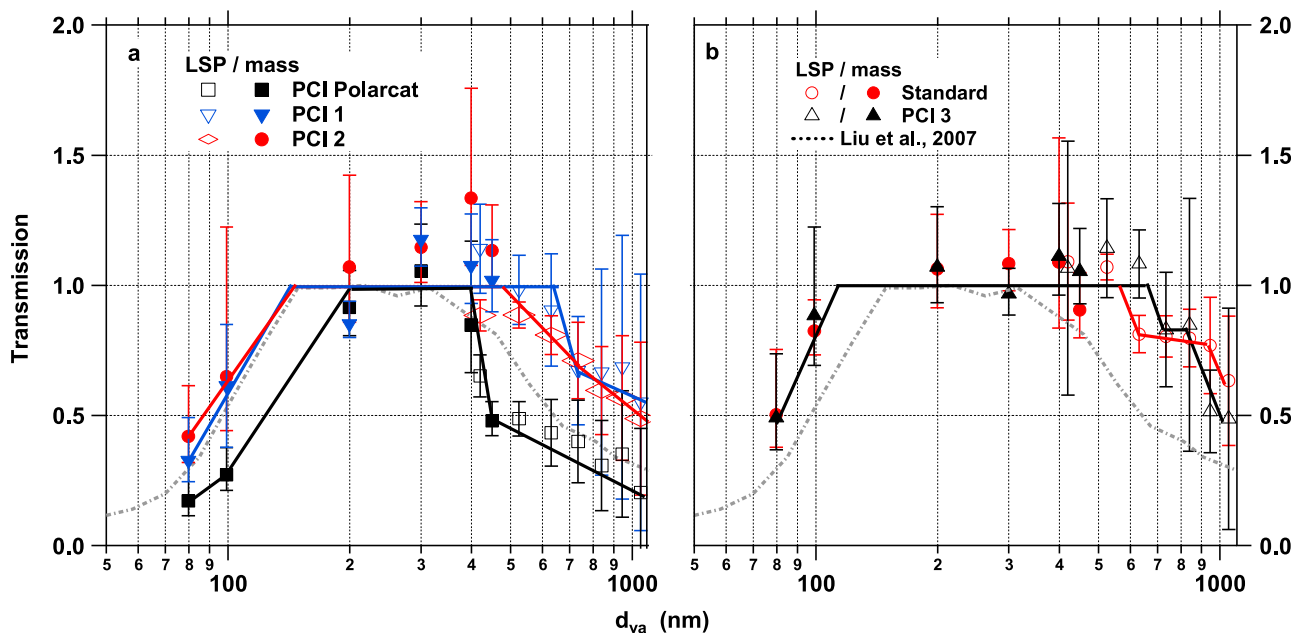 2.0
1.5
1.0
0.5
0.0
Transmission
a
LSP / mass
PCI Polarcat
PCI 1
PCI 2
5 6 7 8 9 100 2 3 4 5 6 7 8 9 1000
b
LSP / mass
/ Standard
/ PCI 3
Liu et al., 2007
5 6 7 8 9 100 2 3 4 5 6 7 8 9 1000
2.0
1.5
1.0
0.5
0.0
d_va (nm)